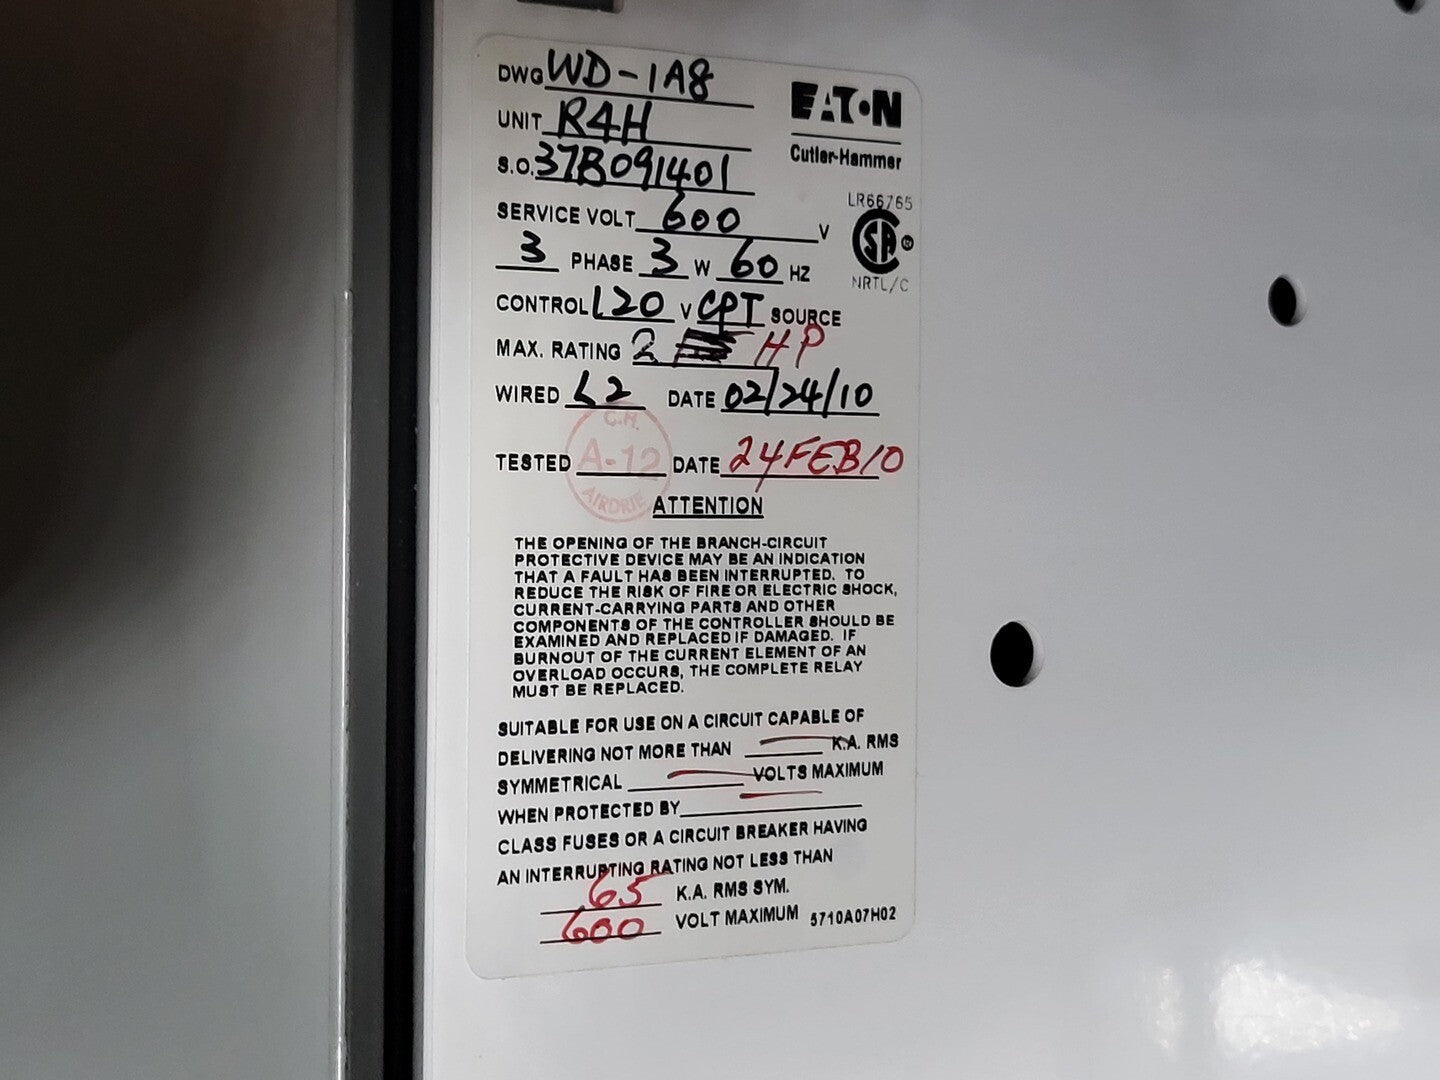 DWG WD-1A8
EATON
UNIT R4H
Cutler-Hammer
S.O. 37B091401
LR66765
SERVICE VOLT 600 V
SA
3 PHASE 3 W 60 HZ
NRTL/C
CONTROL 120 V CPT SOURCE
MAX. RATING 2 HP
WIRED L2 DATE 02/24/10
C.H.
A-12
AIRDRIE
TESTED DATE 24FEB10
ATTENTION
THE OPENING OF THE BRANCH-CIRCUIT
PROTECTIVE DEVICE MAY BE AN INDICATION
THAT A FAULT HAS BEEN INTERRUPTED. TO
REDUCE THE RISK OF FIRE OR ELECTRIC SHOCK,
CURRENT-CARRYING PARTS AND OTHER
COMPONENTS OF THE CONTROLLER SHOULD BE
EXAMINED AND REPLACED IF DAMAGED. IF
BURNOUT OF THE CURRENT ELEMENT OF AN
OVERLOAD OCCURS, THE COMPLETE RELAY
MUST BE REPLACED.
SUITABLE FOR USE ON A CIRCUIT CAPABLE OF
DELIVERING NOT MORE THAN K.A. RMS
SYMMETRICAL VOLTS MAXIMUM
WHEN PROTECTED BY
CLASS FUSES OR A CIRCUIT BREAKER HAVING
AN INTERRUPTING RATING NOT LESS THAN
65 K.A. RMS SYM.
600 VOLT MAXIMUM 5710A07H02